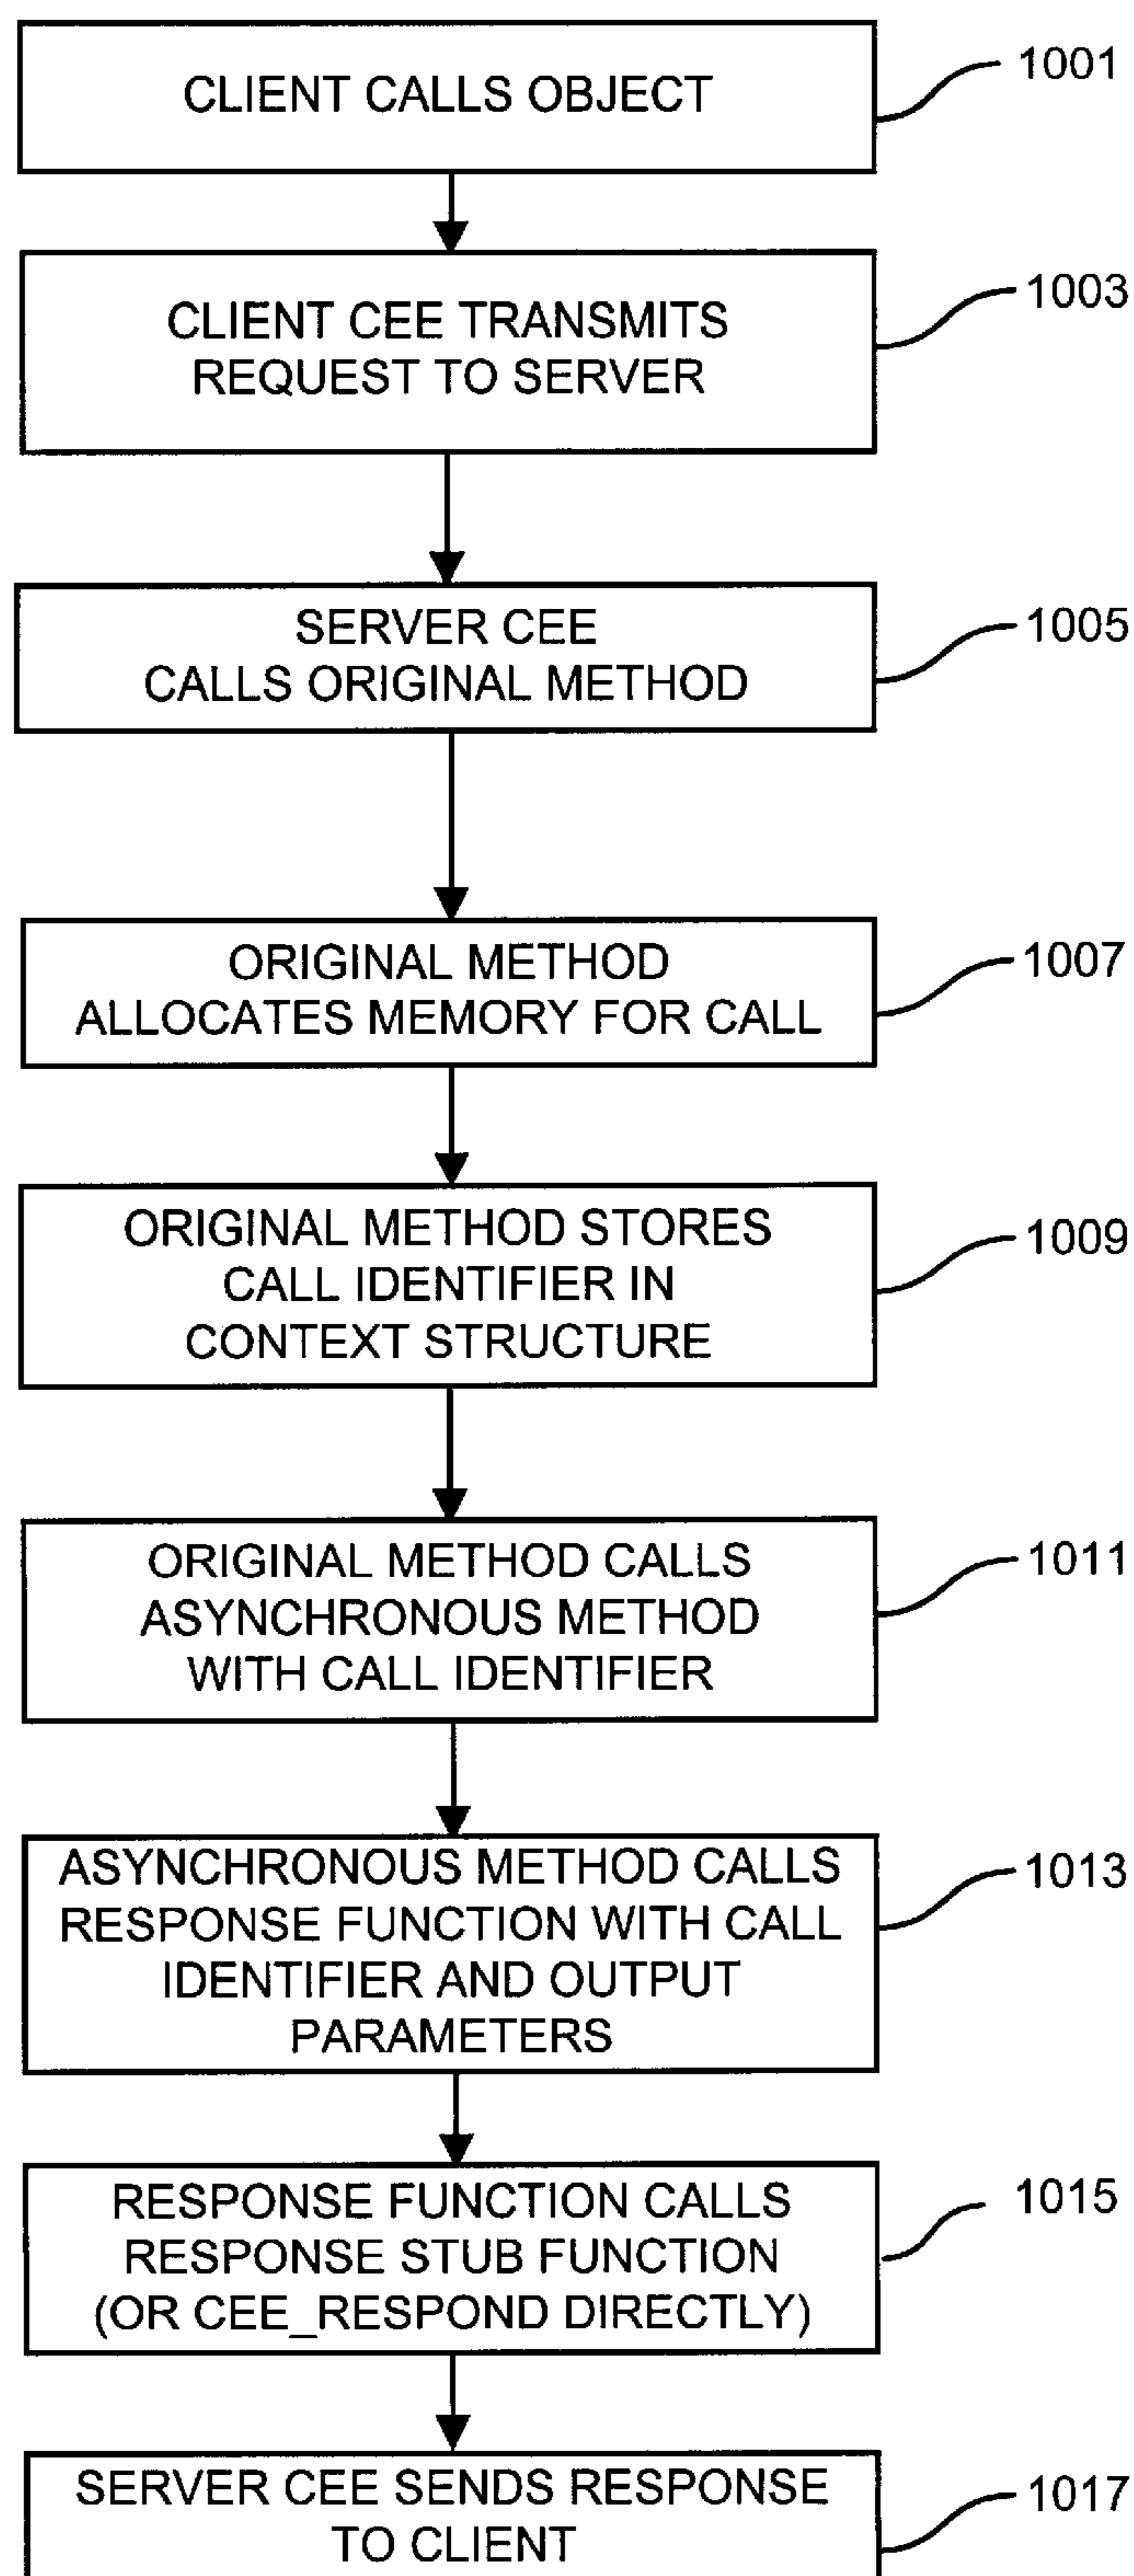 CLIENT CALLS OBJECT
1001
CLIENT CEE TRANSMITS
REQUEST TO SERVER
1003
SERVER CEE
CALLS ORIGINAL METHOD
1005
ORIGINAL METHOD
ALLOCATES MEMORY FOR CALL
1007
ORIGINAL METHOD STORES
CALL IDENTIFIER IN
CONTEXT STRUCTURE
1009
ORIGINAL METHOD CALLS
ASYNCHRONOUS METHOD
WITH CALL IDENTIFIER
1011
ASYNCHRONOUS METHOD CALLS
RESPONSE FUNCTION WITH CALL
IDENTIFIER AND OUTPUT
PARAMETERS
1013
RESPONSE FUNCTION CALLS
RESPONSE STUB FUNCTION
(OR CEE_RESPOND DIRECTLY)
1015
SERVER CEE SENDS RESPONSE
TO CLIENT
1017